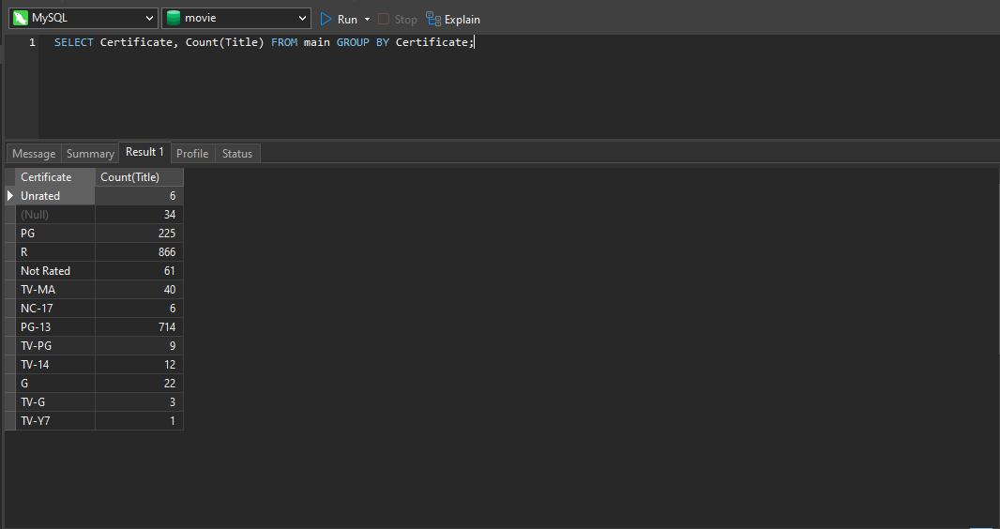 MySQL movie Run Stop Explain
1 SELECT Certificate, Count(Title) FROM main GROUP BY Certificate;
Message Summary Result 1 Profile Status
Certificate Count(Title)
Unrated 6
(Null) 34
PG 225
R 866
Not Rated 61
TV-MA 40
NC-17 6
PG-13 714
TV-PG 9
TV-14 12
G 22
TV-G 3
TV-Y7 1